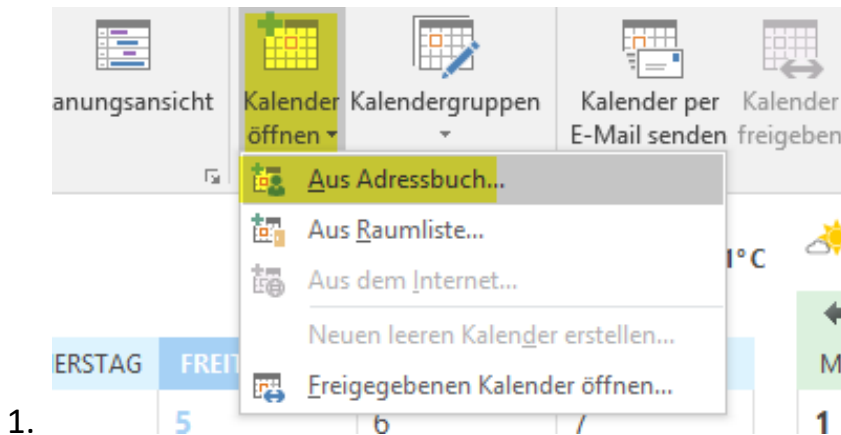 anungsansicht Kalender öffnen Kalendergruppen Kalender per E-Mail senden Kalender freigeben
Aus Adressbuch...
Aus Raumliste...
1°C
Aus dem Internet...
Neuen leeren Kalender erstellen...
ERSTAG FREIT M
Freigegebenen Kalender öffnen...
1. 5 6 7 1